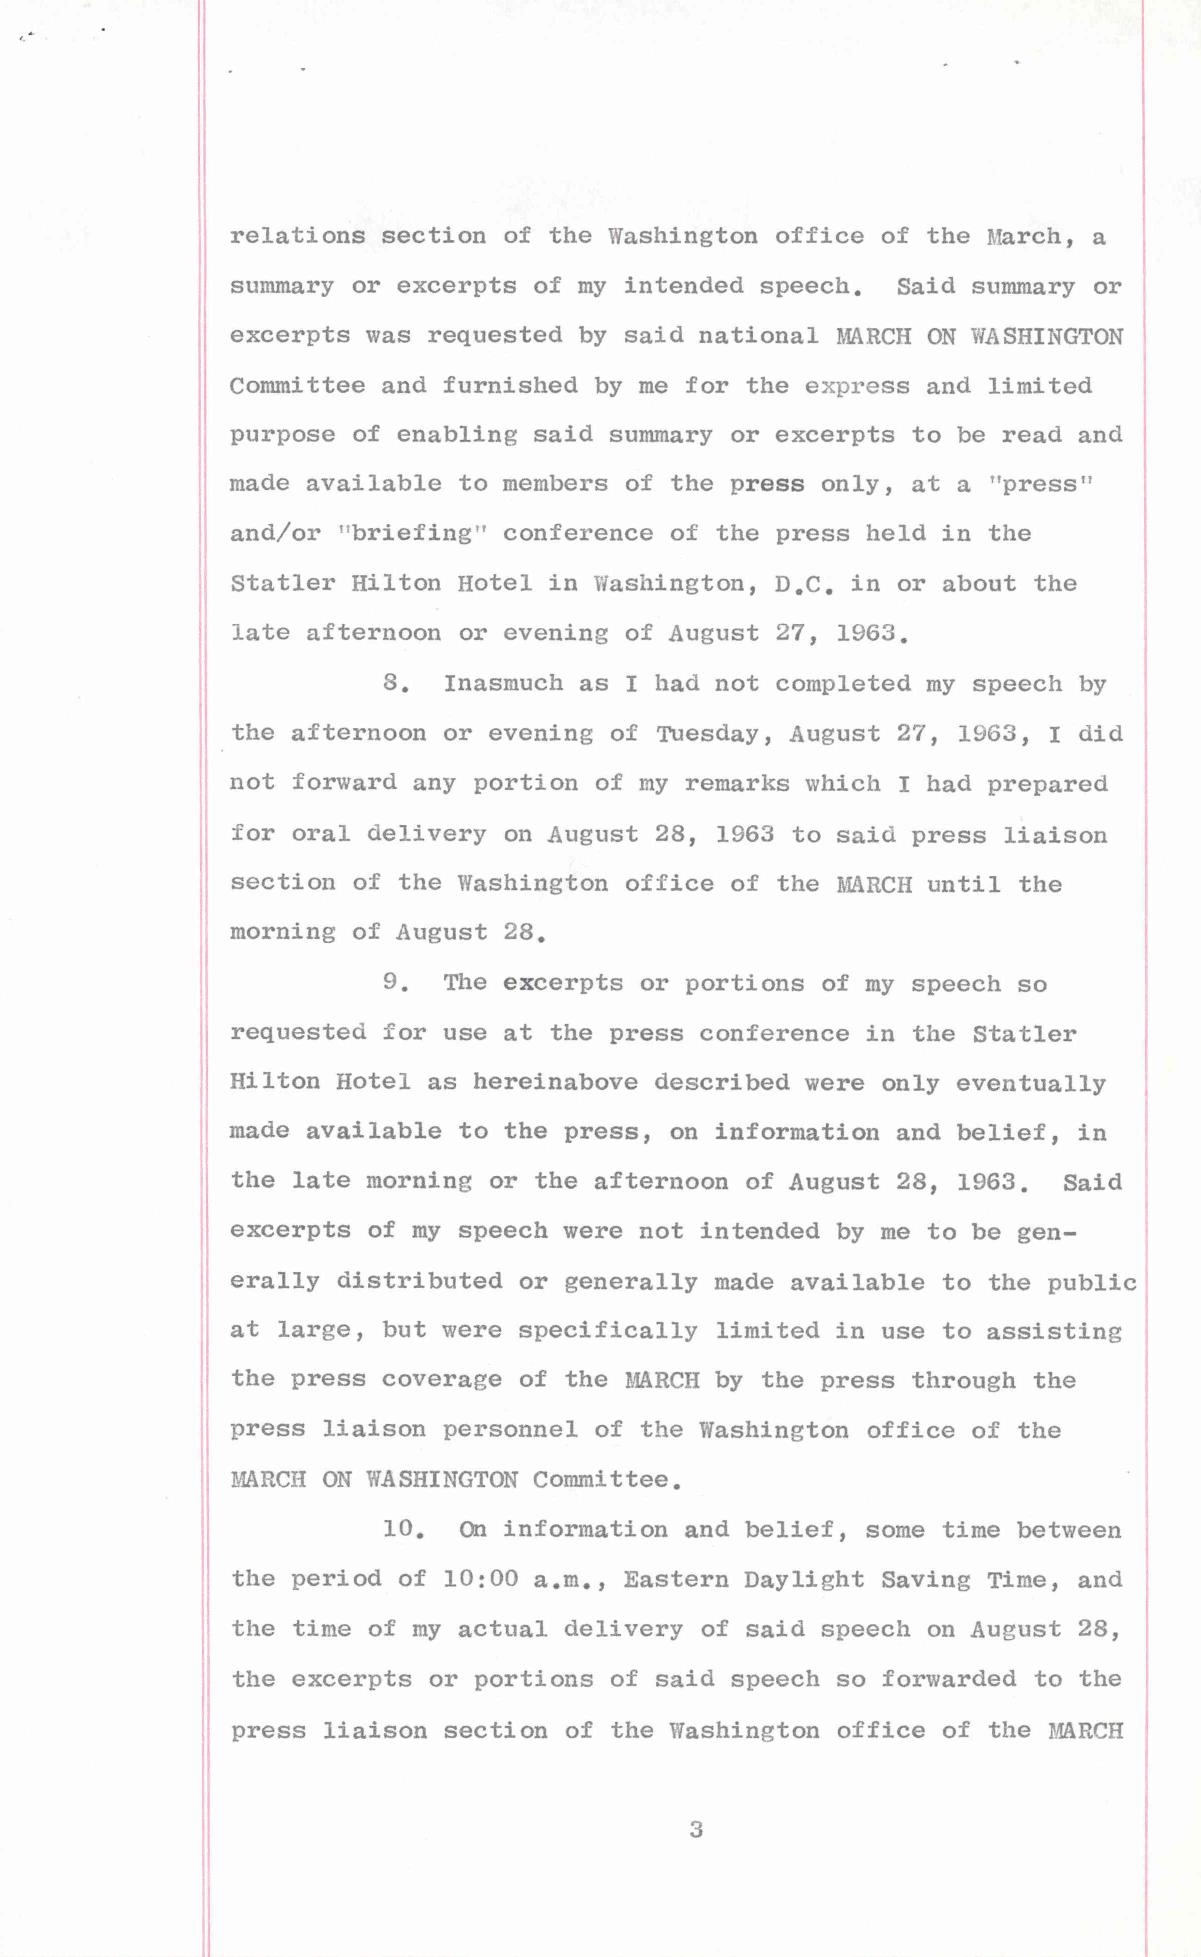 relations section of the Washington office of the March, a
summary or excerpts of my intended speech. Said summary or
excerpts was requested by said national MARCH ON WASHINGTON
Committee and furnished by me for the express and limited
purpose of enabling said summary or excerpts to be read and
made available to members of the press only, at a "press"
and/or "briefing" conference of the press held in the
Statler Hilton Hotel in Washington, D.C. in or about the
late afternoon or evening of August 27, 1963.
8. Inasmuch as I had not completed my speech by
the afternoon or evening of Tuesday, August 27, 1963, I did
not forward any portion of my remarks which I had prepared
for oral delivery on August 28, 1963 to said press liaison
section of the Washington office of the MARCH until the
morning of August 28.
9. The excerpts or portions of my speech so
requested for use at the press conference in the Statler
Hilton Hotel as hereinabove described were only eventually
made available to the press, on information and belief, in
the late morning or the afternoon of August 28, 1963. Said
excerpts of my speech were not intended by me to be gen-
erally distributed or generally made available to the public
at large, but were specifically limited in use to assisting
the press coverage of the MARCH by the press through the
press liaison personnel of the Washington office of the
MARCH ON WASHINGTON Committee.
10. On information and belief, some time between
the period of 10:00 a.m., Eastern Daylight Saving Time, and
the time of my actual delivery of said speech on August 28,
the excerpts or portions of said speech so forwarded to the
press liaison section of the Washington office of the MARCH
3